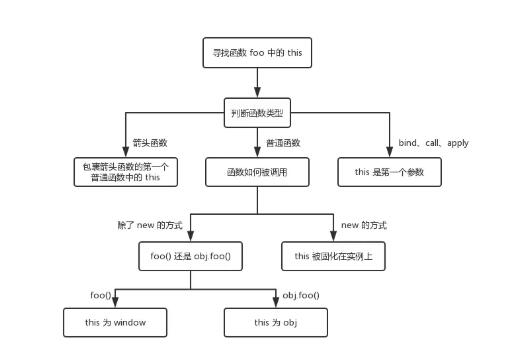 寻找函数 foo 中的 this
判断函数类型
箭头函数
普通函数
bind、call、apply
包裹箭头函数的第一个
普通函数中的 this
函数如何被调用
this 是第一个参数
除了 new 的方式
new 的方式
foo() 还是 obj.foo()
this 被固化在实例上
foo()
obj.foo()
this 为 window
this 为 obj